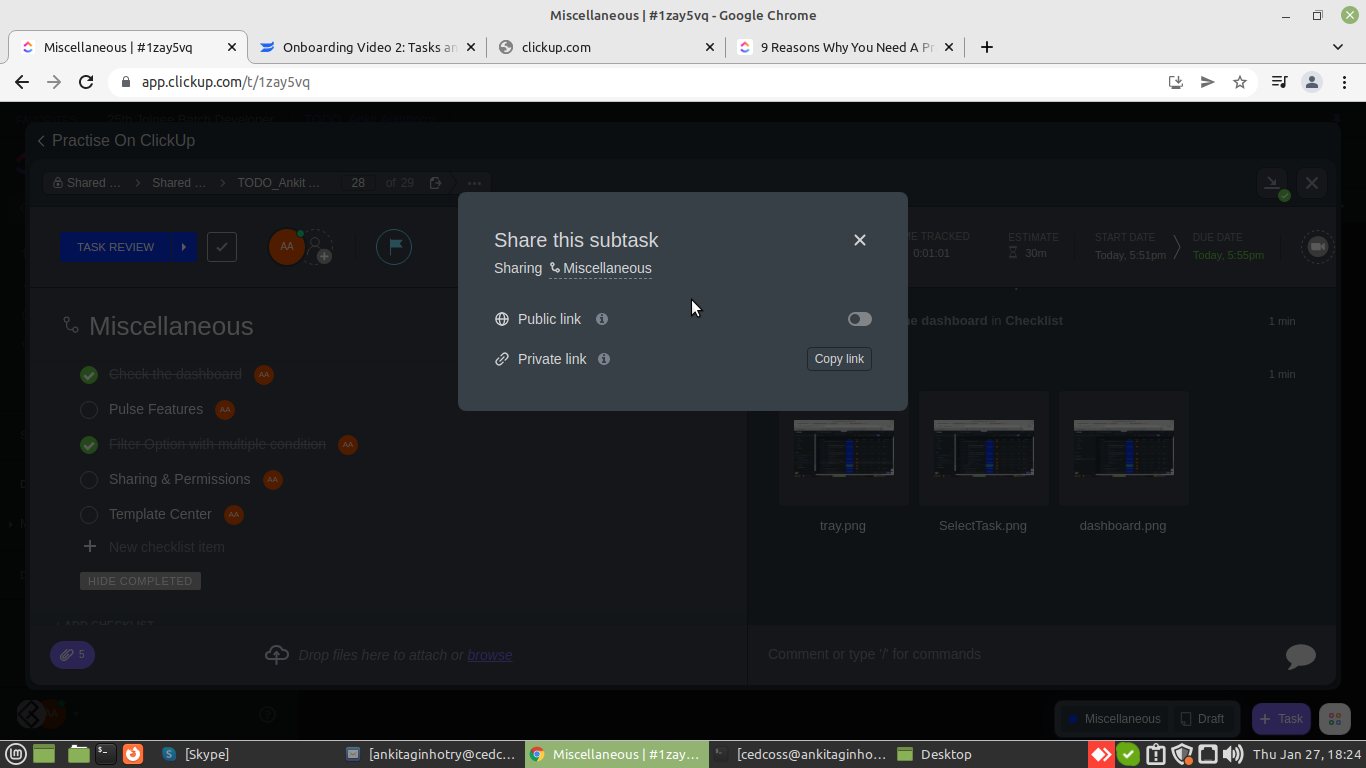 Miscellaneous | #1zay5vq - Google Chrome
Miscellaneous | #1zay5vq
Onboarding Video 2: Tasks an
clickup.com
9 Reasons Why You Need A Pr
app.clickup.com/t/1zay5vq
Practise On ClickUp
Shared ...
Shared ...
TODO_Ankit ...
28
of 29
TASK REVIEW
AA
ME TRACKED
0:01:01
ESTIMATE
30m
START DATE
Today, 5:51pm
DUE DATE
Today, 5:55pm
Share this subtask
Sharing Miscellaneous
Public link
Private link
Copy link
Miscellaneous
Check the dashboard AA
Pulse Features AA
Filter Option with multiple condition AA
Sharing & Permissions AA
Template Center AA
New checklist item
HIDE COMPLETED
+ ADD CHECKLIST
dashboard in Checklist
1 min
1 min
tray.png
SelectTask.png
dashboard.png
5
Drop files here to attach or browse
Comment or type '/' for commands
AA
Miscellaneous
Draft
+ Task
[Skype]
[ankitaginhotry@cedc...
Miscellaneous | #1zay...
[cedcoss@ankitaginho...
Desktop
Thu Jan 27, 18:24